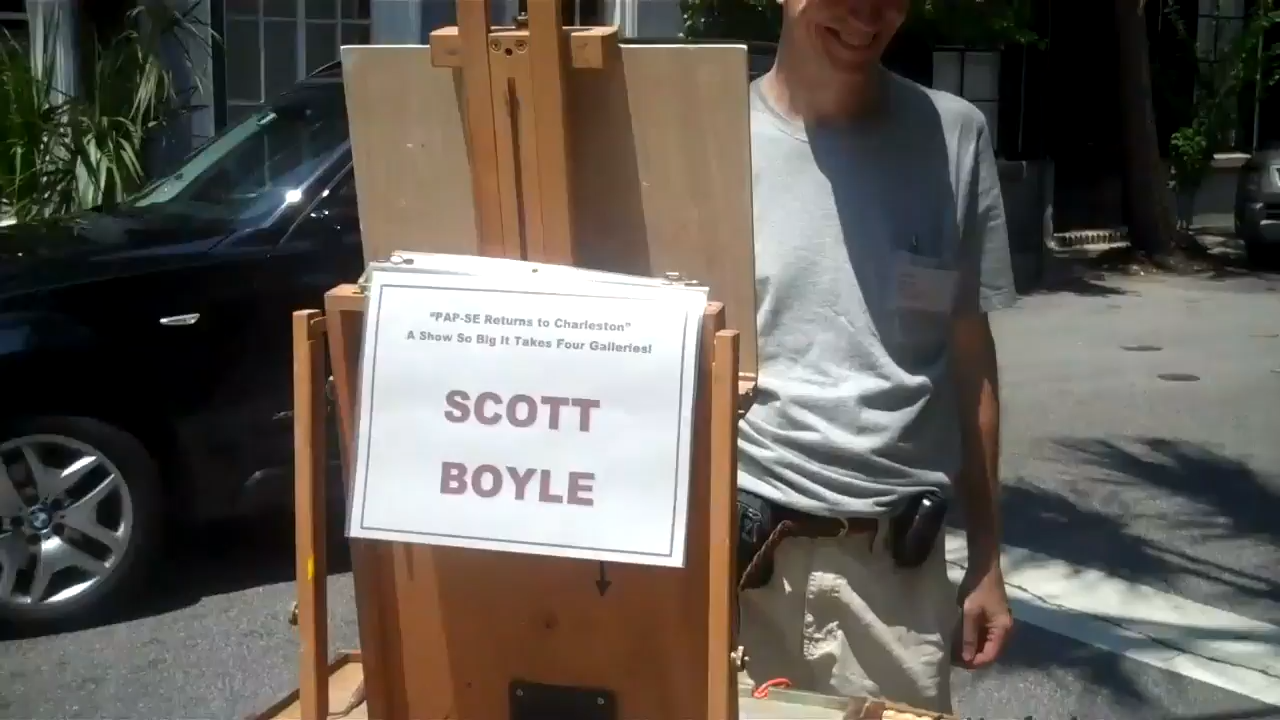 "PAP-SE Returns to Charleston"
A Show So Big It Takes Four Galleries!
SCOTT
BOYLE